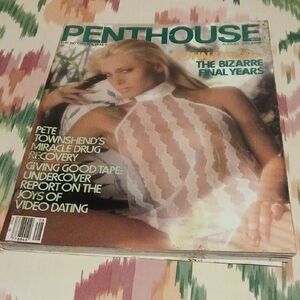 PENTHOUSE
THE BIZARRE
FINAL YEARS
PETE
TOWNSHEND'S
MIRACLE DRUG
RECOVERY
GIVING GOOD TAPE:
UNDERCOVER
REPORT ON THE
JOYS OF
VIDEO DATING